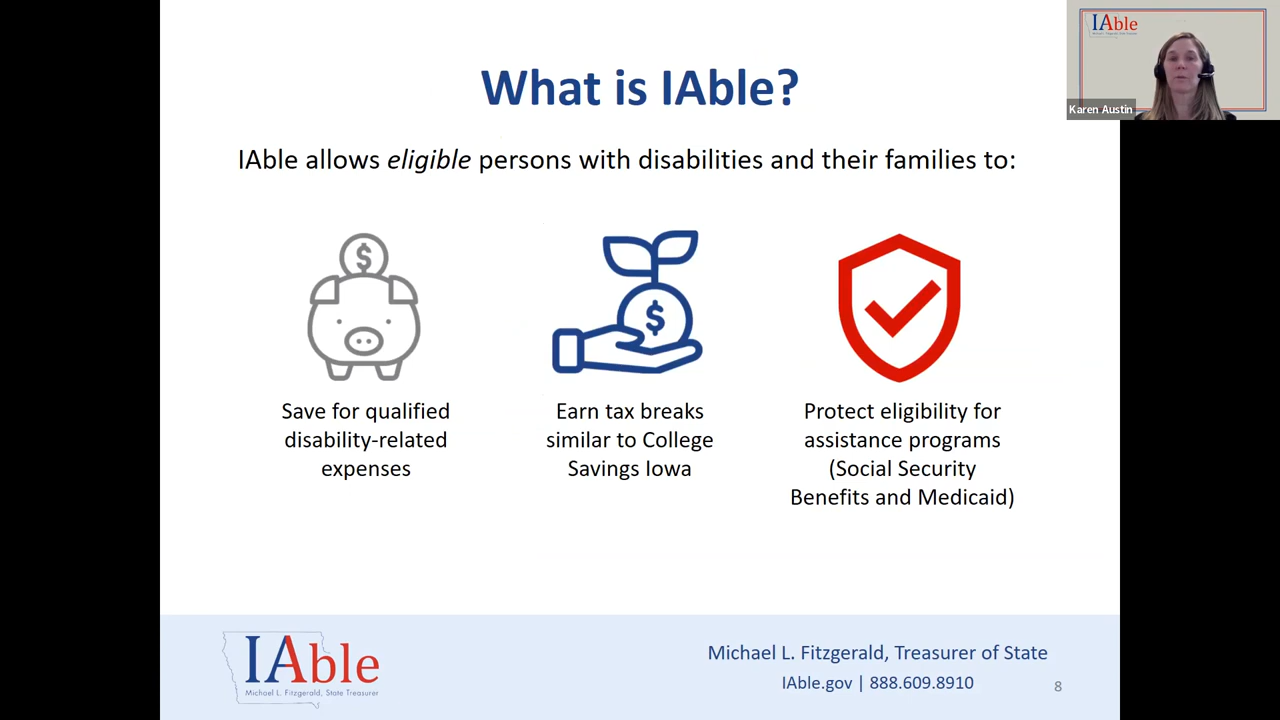 What is IAble?
IAble allows eligible persons with disabilities and their families to:
$
$
Save for qualified
disability-related
expenses
Earn tax breaks
similar to College
Savings Iowa
Protect eligibility for
assistance programs
(Social Security
Benefits and Medicaid)
IAble
Michael L. Fitzgerald, State Treasurer
Michael L. Fitzgerald, Treasurer of State
IAble.gov | 888.609.8910
8
IAble
Karen Austin